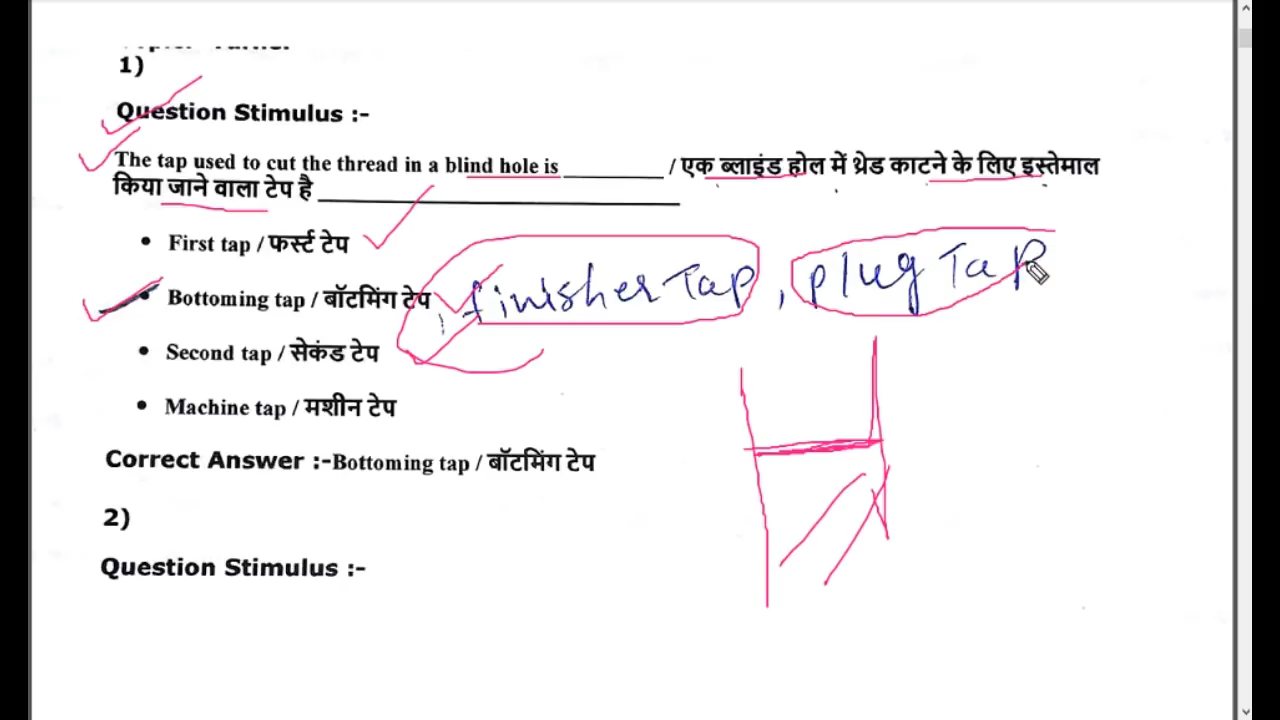 1)
Question Stimulus :-
The tap used to cut the thread in a blind hole is ________ / एक ब्लाइंड होल में थ्रेड काटने के लिए इस्तेमाल
किया जाने वाला टेप है ____________________________
• First tap / फर्स्ट टेप
• Bottoming tap / बॉटमिंग टेप , finisher Tap , plug Tap
• Second tap / सेकंड टेप
• Machine tap / मशीन टेप
Correct Answer :-Bottoming tap / बॉटमिंग टेप
2)
Question Stimulus :-